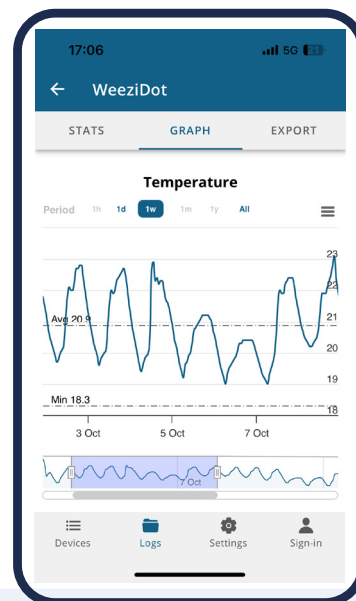 17:06 5G 21
WeeziDot
STATS GRAPH EXPORT
Temperature
Period 1h 1d 1w 1m 1y All
23
22
Avg 20.9 21
20
19
Min 18.3 18
3 Oct 5 Oct 7 Oct
7 Oct
Devices Logs Settings Sign-in